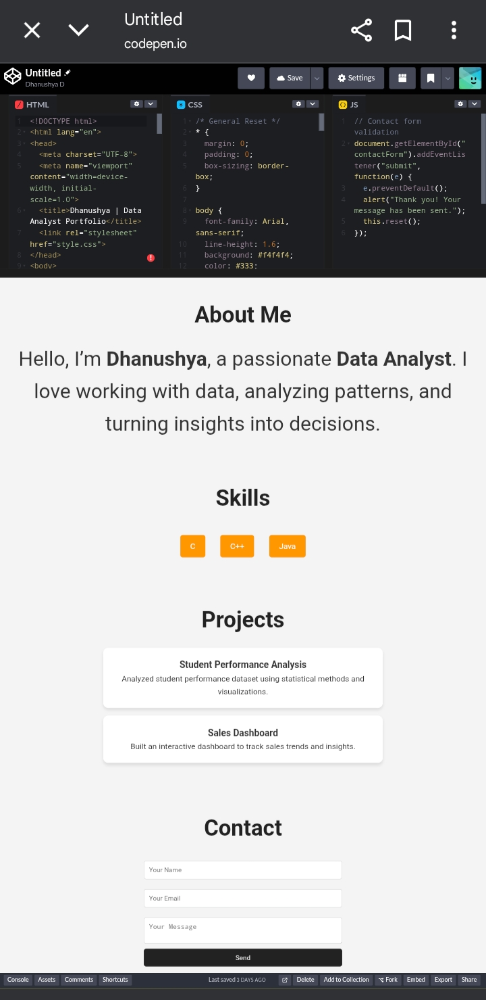 Untitled
codepen.io
Untitled
Dhanushya D
Save
Settings
HTML
1 <!DOCTYPE html>
2 <html lang="en">
3 <head>
4 <meta charset="UTF-8">
5 <meta name="viewport"
content="width=device-
width, initial-
scale=1.0">
6 <title>Dhanushya | Data
Analyst Portfolio</title>
7 <link rel="stylesheet"
href="style.css">
8 </head>
9 <body>
CSS
1 /* General Reset */
2 * {
3 margin: 0;
4 padding: 0;
5 box-sizing: border-
box;
6 }
7
8 body {
9 font-family: Arial,
sans-serif;
10 line-height: 1.6;
11 background: #f4f4f4;
12 color: #333;
JS
1 // Contact form
validation
2 document.getElementById("
contactForm").addEventLis
tener("submit",
function(e) {
3 e.preventDefault();
4 alert("Thank you! Your
message has been sent.");
5 this.reset();
6 });
About Me
Hello, I’m Dhanushya, a passionate Data Analyst. I
love working with data, analyzing patterns, and
turning insights into decisions.
Skills
C
C++
Java
Projects
Student Performance Analysis
Analyzed student performance dataset using statistical methods and
visualizations.
Sales Dashboard
Built an interactive dashboard to track sales trends and insights.
Contact
Your Name
Your Email
Your Message
Send
Console
Assets
Comments
Shortcuts
Last saved 3 DAYS AGO
Delete
Add to Collection
Fork
Embed
Export
Share